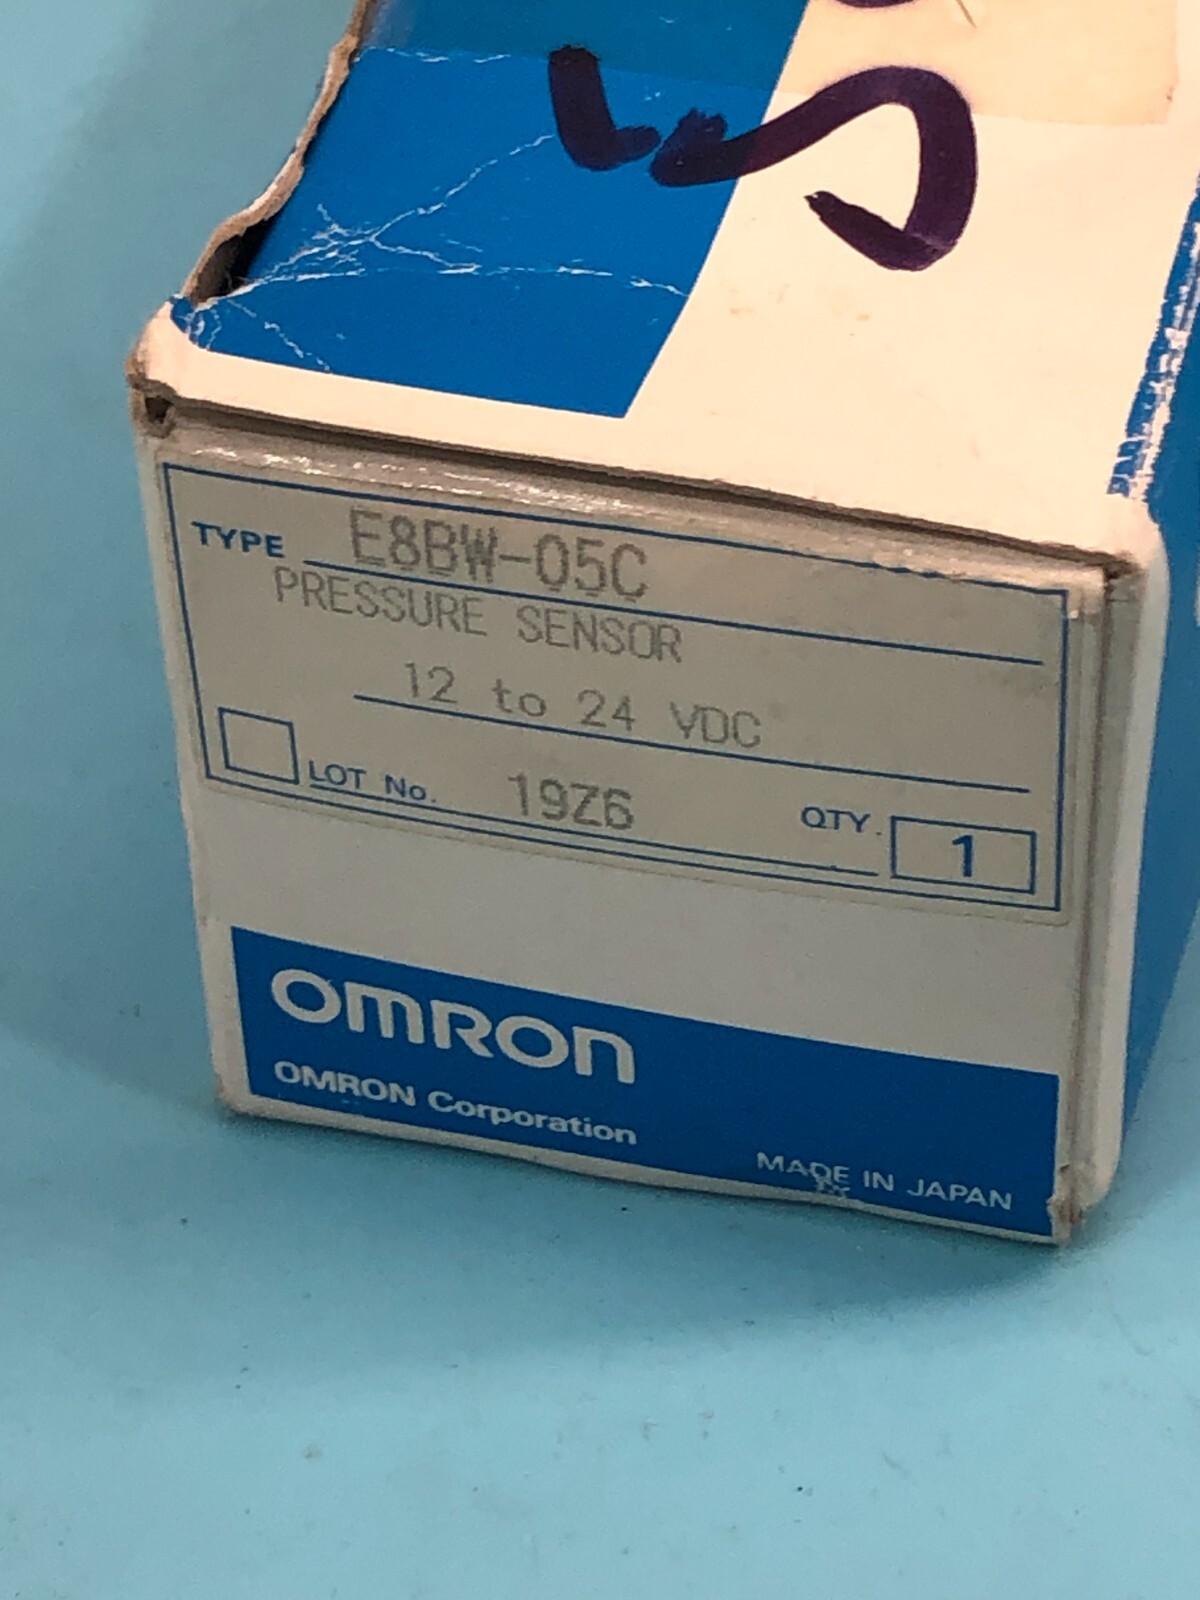 TYPE E8BW-05C
PRESSURE SENSOR
12 to 24 VDC
LOT No. 19Z6 QTY. 1
OMRON
OMRON Corporation
MADE IN JAPAN